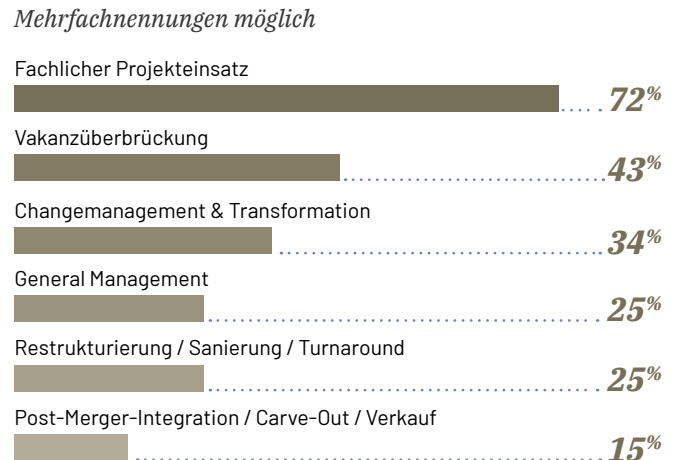 Mehrfachnennungen möglich
Fachlicher Projekteinsatz
72%
Vakanzüberbrückung
43%
Changemanagement & Transformation
34%
General Management
25%
Restrukturierung / Sanierung / Turnaround
25%
Post-Merger-Integration / Carve-Out / Verkauf
15%